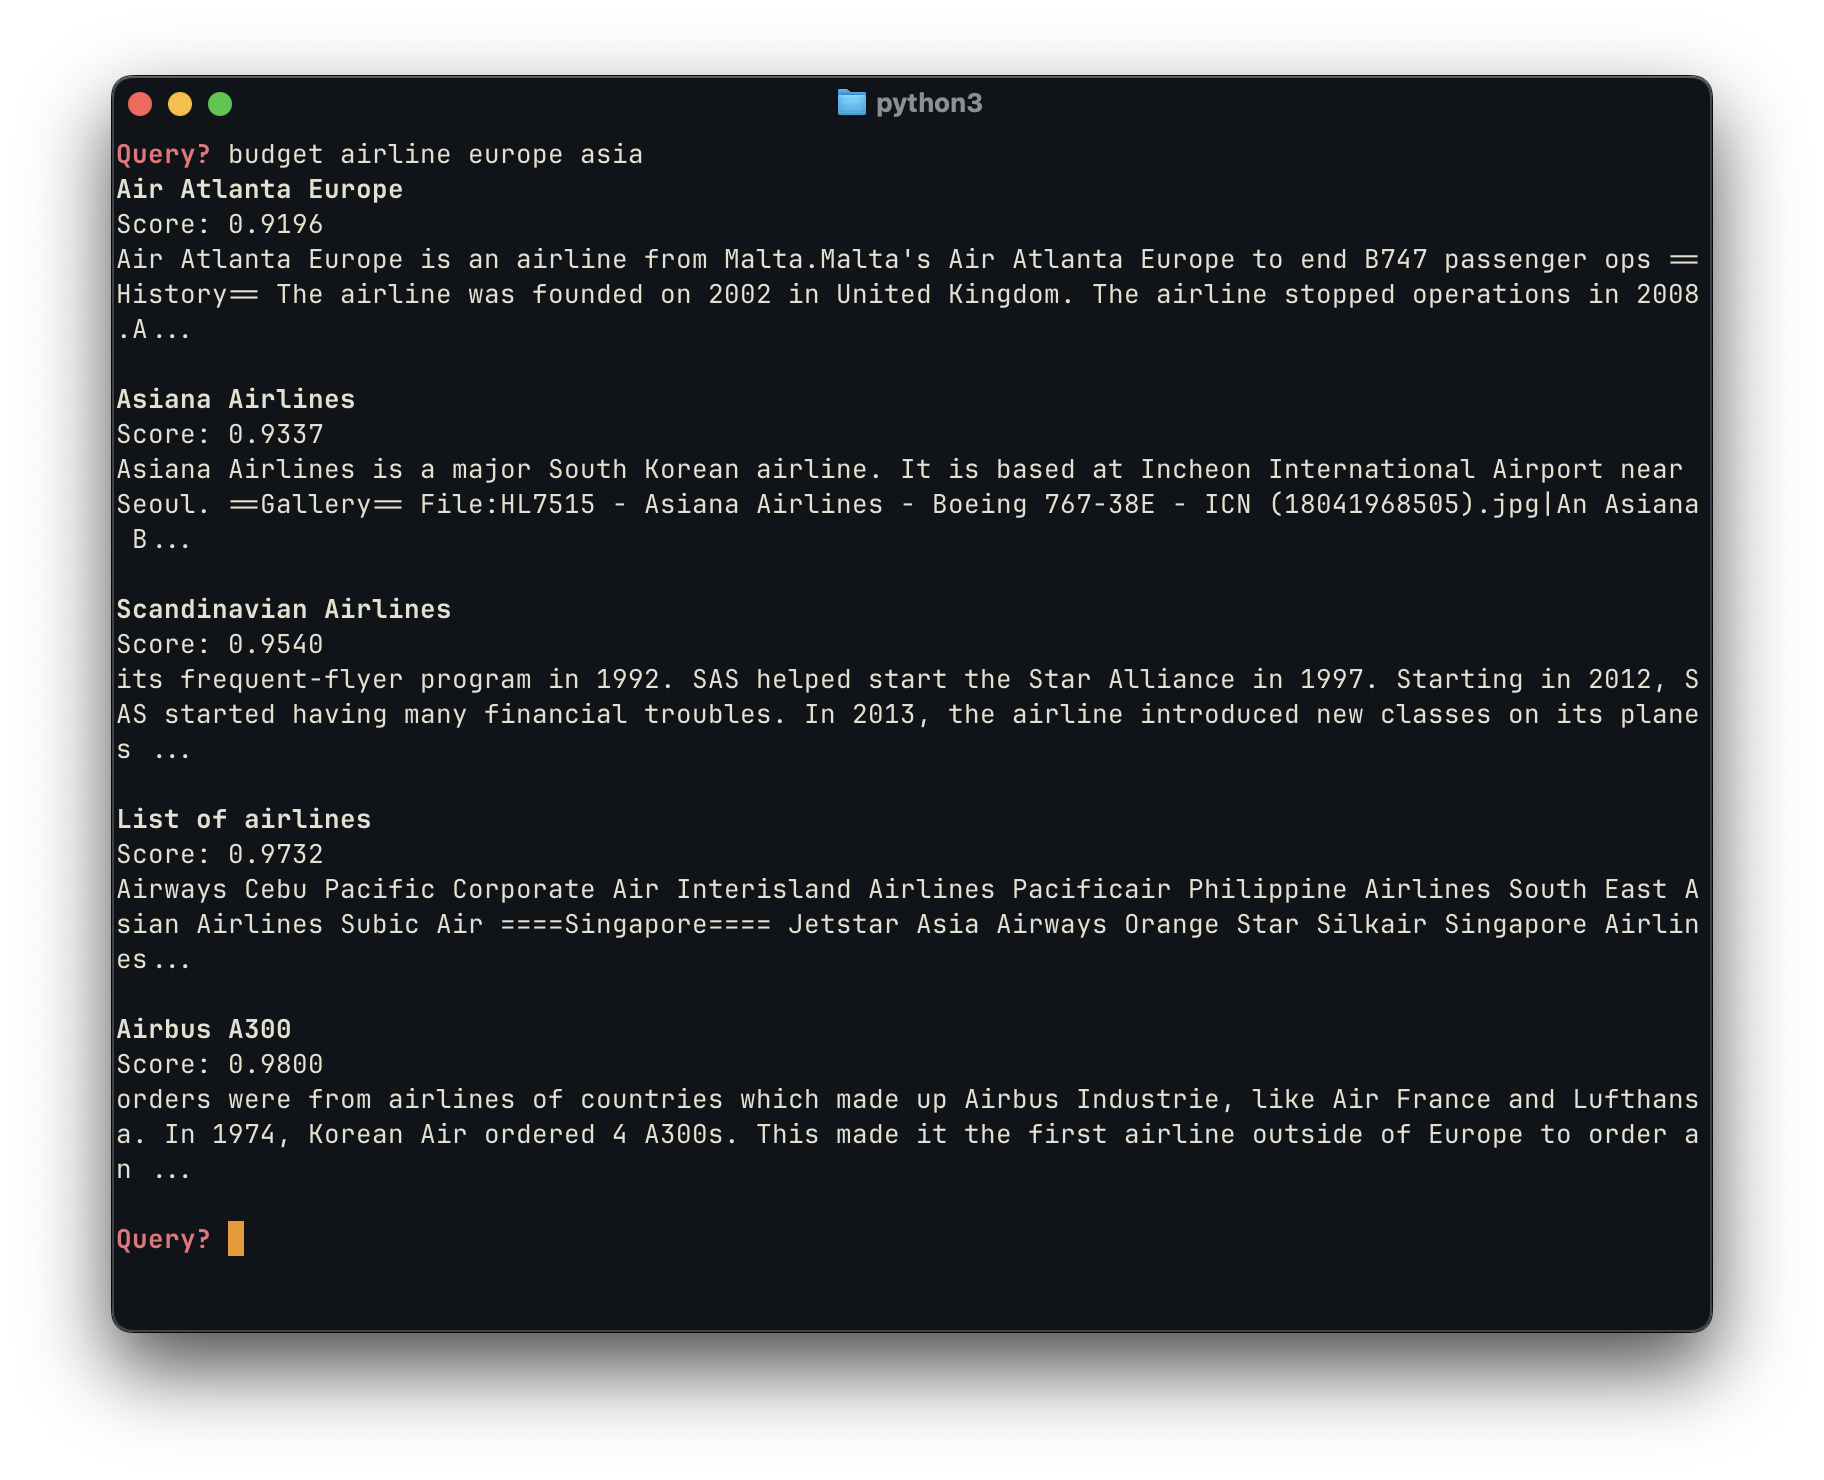 python3
Query? budget airline europe asia
Air Atlanta Europe
Score: 0.9196
Air Atlanta Europe is an airline from Malta.Malta's Air Atlanta Europe to end B747 passenger ops ==
History== The airline was founded on 2002 in United Kingdom. The airline stopped operations in 2008
.A...
Asiana Airlines
Score: 0.9337
Asiana Airlines is a major South Korean airline. It is based at Incheon International Airport near
Seoul. ==Gallery== File:HL7515 - Asiana Airlines - Boeing 767-38E - ICN (18041968505).jpg|An Asiana
B...
Scandinavian Airlines
Score: 0.9540
its frequent-flyer program in 1992. SAS helped start the Star Alliance in 1997. Starting in 2012, S
AS started having many financial troubles. In 2013, the airline introduced new classes on its plane
s ...
List of airlines
Score: 0.9732
Airways Cebu Pacific Corporate Air Interisland Airlines Pacificair Philippine Airlines South East A
sian Airlines Subic Air ====Singapore==== Jetstar Asia Airways Orange Star Silkair Singapore Airlin
es...
Airbus A300
Score: 0.9800
orders were from airlines of countries which made up Airbus Industrie, like Air France and Lufthans
a. In 1974, Korean Air ordered 4 A300s. This made it the first airline outside of Europe to order a
n ...
Query?